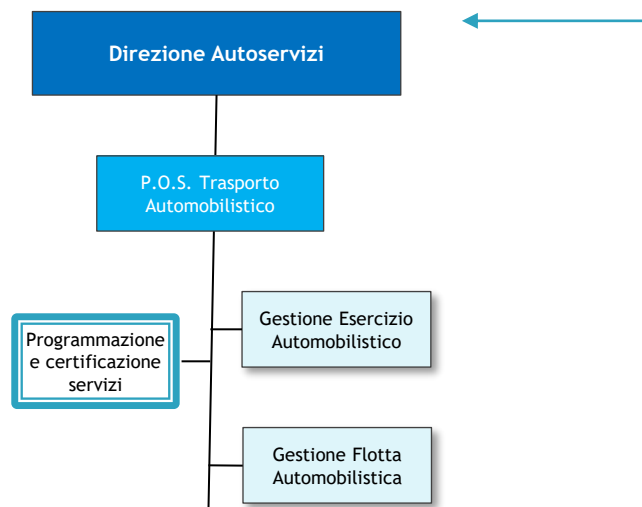 Direzione Autoservizi
P.O.S. Trasporto
Automobilistico
Gestione Esercizio
Automobilistico
Programmazione
e certificazione
servizi
Gestione Flotta
Automobilistica